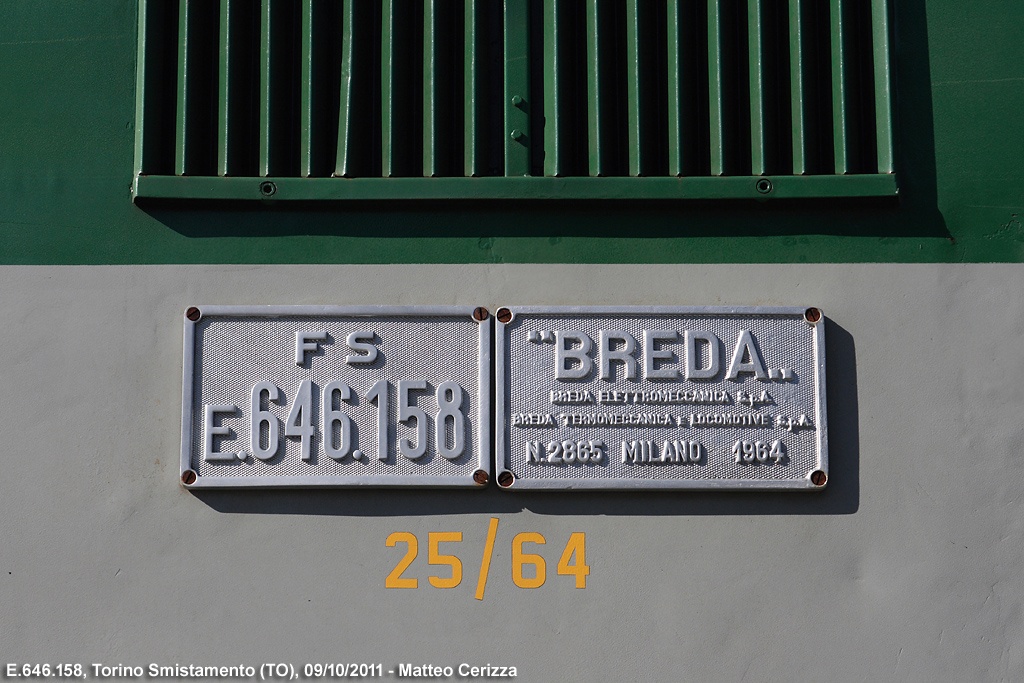 F S
E.646.158
"BREDA„
BREDA ELETTROMECCANICA S.p.A.
BREDA TERMOMECCANICA E LOCOMOTIVE S.p.A.
N.2865 MILANO 1964
25/64
E.646.158, Torino Smistamento (TO), 09/10/2011 - Matteo Cerizza